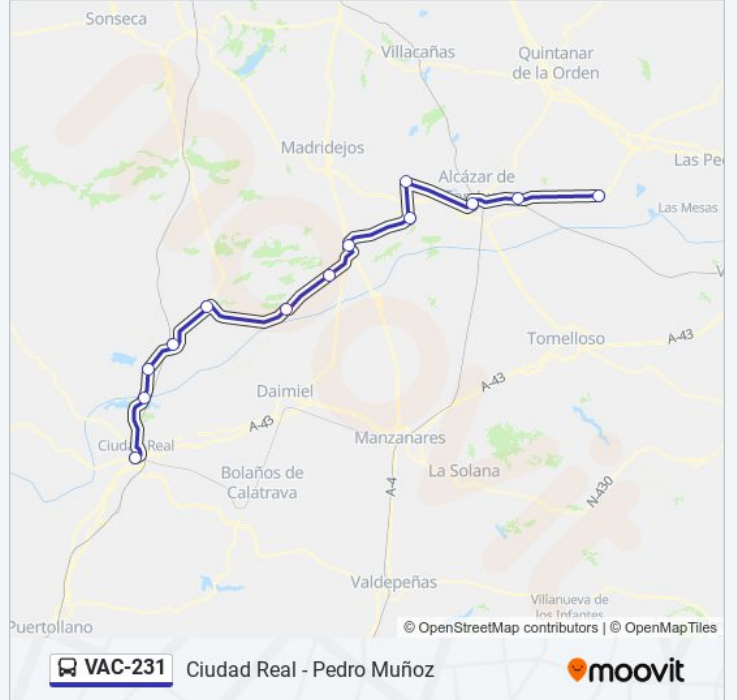 Sonseca
Villacañas
Quintanar
de la Orden
Madridejos
Alcázar de
Las Pe
Las Mesas
Tomelloso
A-43
A-43
Daimiel
A-43
Ciudad Real
Manzanares
Bolaños de
Calatrava
La Solana
A-4
N-430
Valdepeñas
Villanueva de
los Infantes
Puertollano
© OpenStreetMap contributors | © OpenMapTiles
VAC-231 Ciudad Real - Pedro Muñoz
moovit